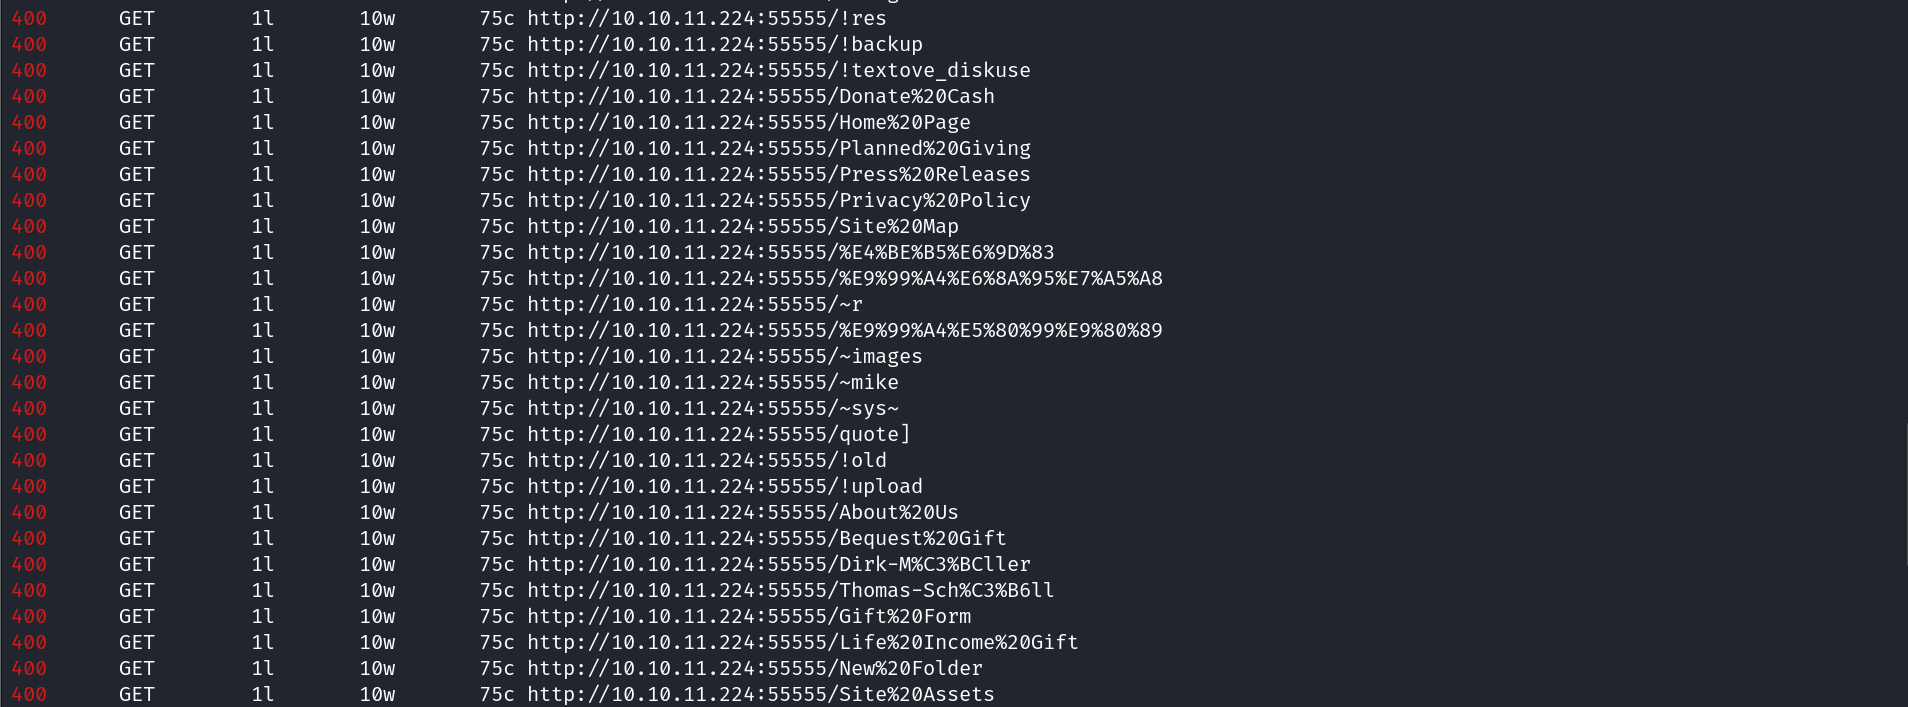 400 GET 1l 10w 75c http://10.10.11.224:55555/!res
400 GET 1l 10w 75c http://10.10.11.224:55555/!backup
400 GET 1l 10w 75c http://10.10.11.224:55555/!textove_diskuse
400 GET 1l 10w 75c http://10.10.11.224:55555/Donate%20Cash
400 GET 1l 10w 75c http://10.10.11.224:55555/Home%20Page
400 GET 1l 10w 75c http://10.10.11.224:55555/Planned%20Giving
400 GET 1l 10w 75c http://10.10.11.224:55555/Press%20Releases
400 GET 1l 10w 75c http://10.10.11.224:55555/Privacy%20Policy
400 GET 1l 10w 75c http://10.10.11.224:55555/Site%20Map
400 GET 1l 10w 75c http://10.10.11.224:55555/%E4%BE%B5%E6%9D%83
400 GET 1l 10w 75c http://10.10.11.224:55555/%E9%99%A4%E6%8A%95%E7%A5%A8
400 GET 1l 10w 75c http://10.10.11.224:55555/~r
400 GET 1l 10w 75c http://10.10.11.224:55555/%E9%99%A4%E5%80%99%E9%80%89
400 GET 1l 10w 75c http://10.10.11.224:55555/~images
400 GET 1l 10w 75c http://10.10.11.224:55555/~mike
400 GET 1l 10w 75c http://10.10.11.224:55555/~sys~
400 GET 1l 10w 75c http://10.10.11.224:55555/quote]
400 GET 1l 10w 75c http://10.10.11.224:55555/!old
400 GET 1l 10w 75c http://10.10.11.224:55555/!upload
400 GET 1l 10w 75c http://10.10.11.224:55555/About%20Us
400 GET 1l 10w 75c http://10.10.11.224:55555/Bequest%20Gift
400 GET 1l 10w 75c http://10.10.11.224:55555/Dirk-M%C3%BCller
400 GET 1l 10w 75c http://10.10.11.224:55555/Thomas-Sch%C3%B6ll
400 GET 1l 10w 75c http://10.10.11.224:55555/Gift%20Form
400 GET 1l 10w 75c http://10.10.11.224:55555/Life%20Income%20Gift
400 GET 1l 10w 75c http://10.10.11.224:55555/New%20Folder
400 GET 1l 10w 75c http://10.10.11.224:55555/Site%20Assets